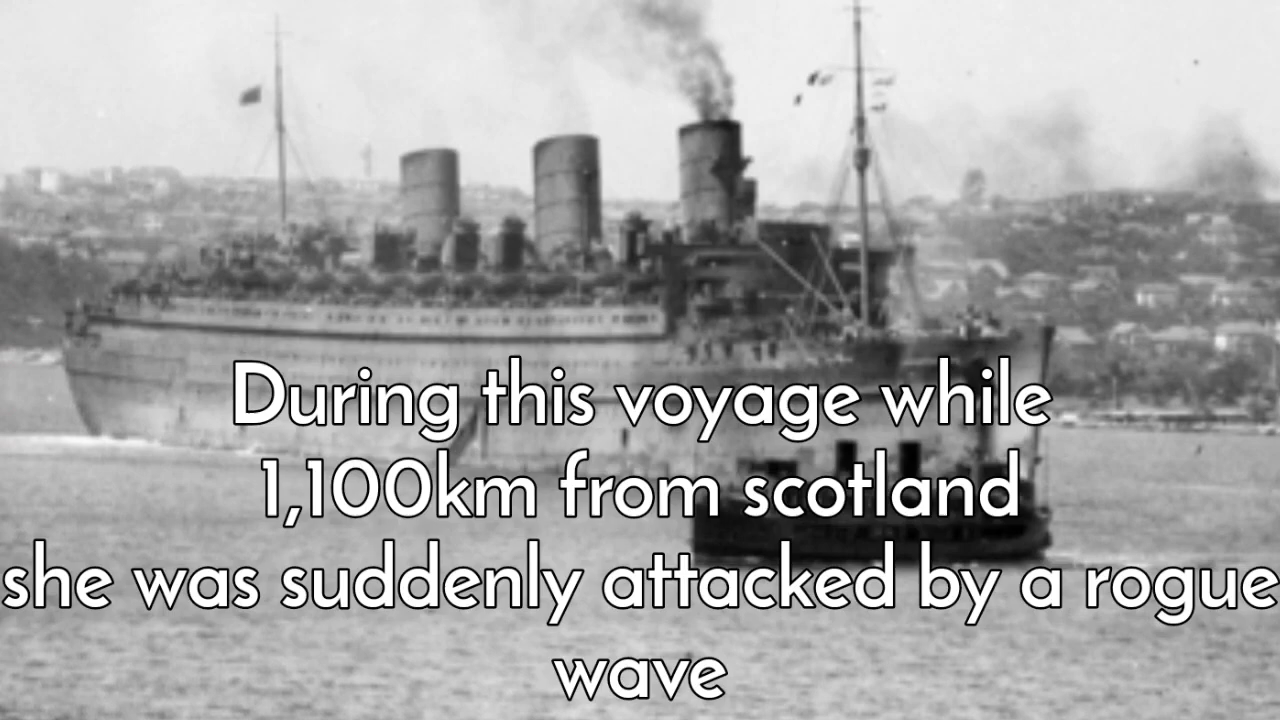 During this voyage while
1,100km from scotland
she was suddenly attacked by a rogue
wave